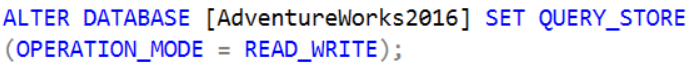 ALTER DATABASE [AdventureWorks2016] SET QUERY_STORE
(OPERATION_MODE = READ_WRITE);